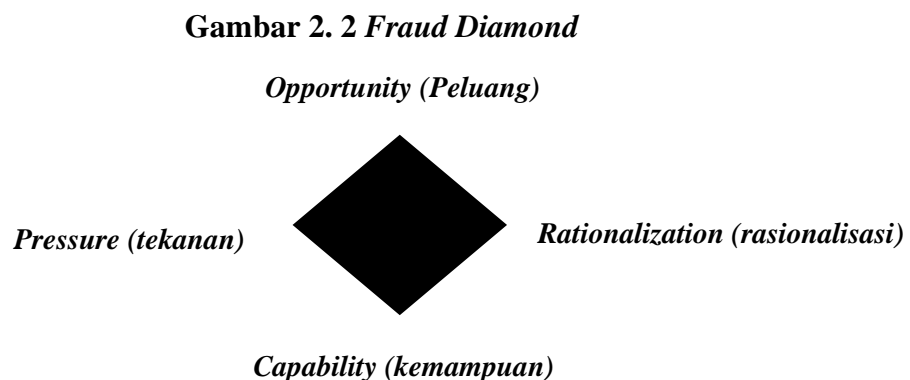 Gambar 2. 2 Fraud Diamond
Opportunity (Peluang)
Pressure (tekanan)
Rationalization (rasionalisasi)
Capability (kemampuan)